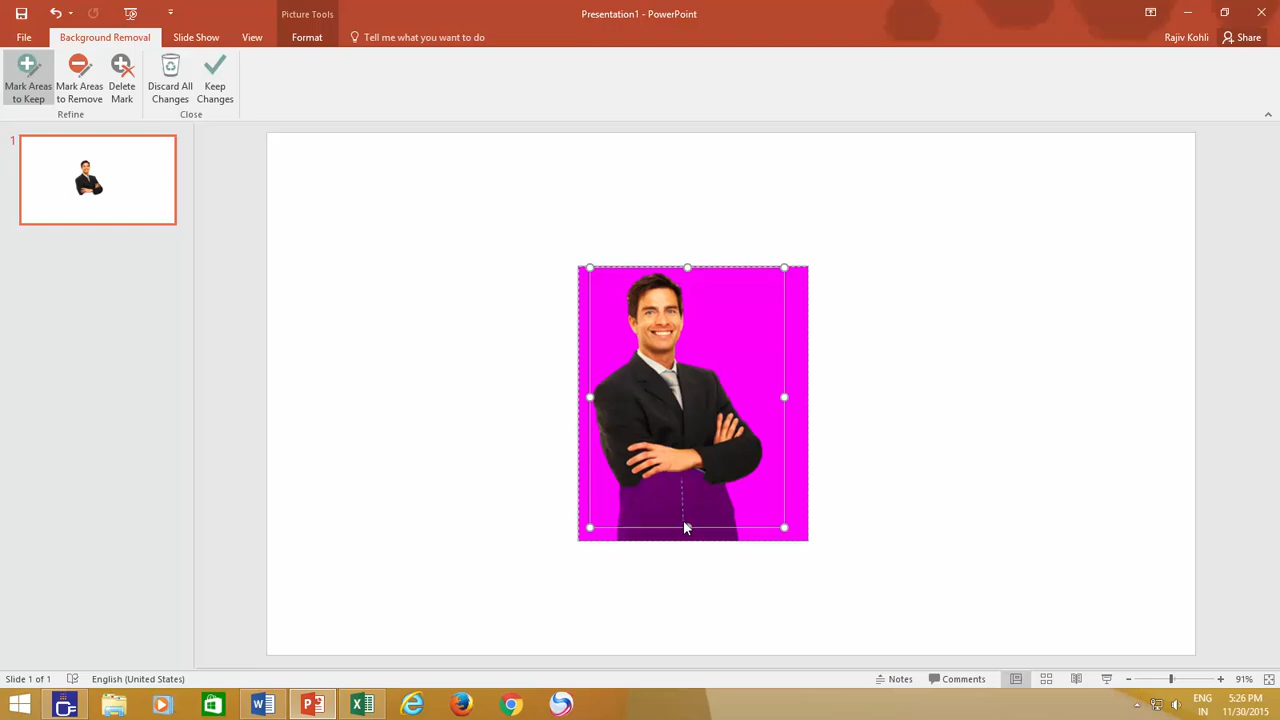 Picture Tools
Presentation1 - PowerPoint
File
Background Removal
Slide Show
View
Format
Tell me what you want to do
Rajiv Kohli
Share
Mark Areas to Keep
Mark Areas to Remove
Delete Mark
Discard All Changes
Keep Changes
Refine
Close
1
Slide 1 of 1
English (United States)
Notes
Comments
91%
ENG
IN
5:26 PM
11/30/2015